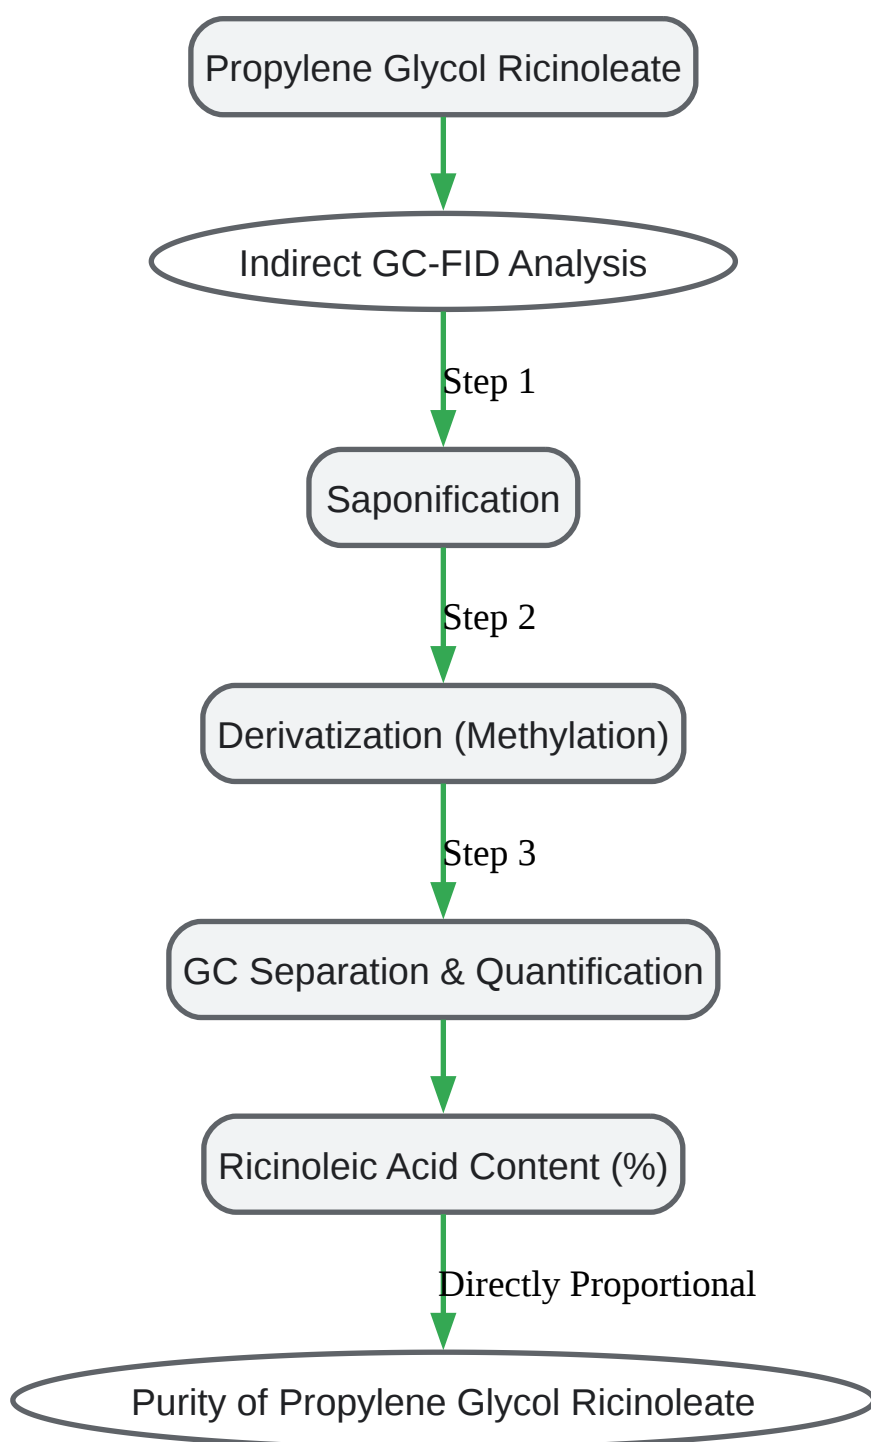 Propylene Glycol Ricinoleate
Indirect GC-FID Analysis
Step 1
Saponification
Step 2
Derivatization (Methylation)
Step 3
GC Separation & Quantification
Ricinoleic Acid Content (%)
Directly Proportional
Purity of Propylene Glycol Ricinoleate